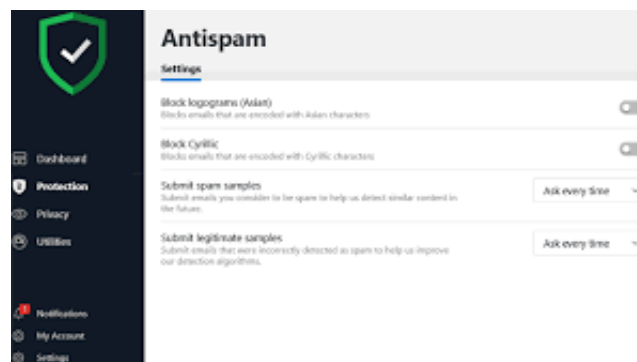 Antispam
Settings
Block logograms (Asian)
Blocks emails that are encoded with Asian characters
Block Cyrillic
Blocks emails that are encoded with Cyrillic characters
Submit spam samples
Submit emails you consider to be spam to help us detect similar content in
the future.
Ask every time
Submit legitimate samples
Submit emails that were incorrectly detected as spam to help us improve
our detection algorithms.
Ask every time
Dashboard
Protection
Privacy
Utilities
1
Notifications
My Account
Settings